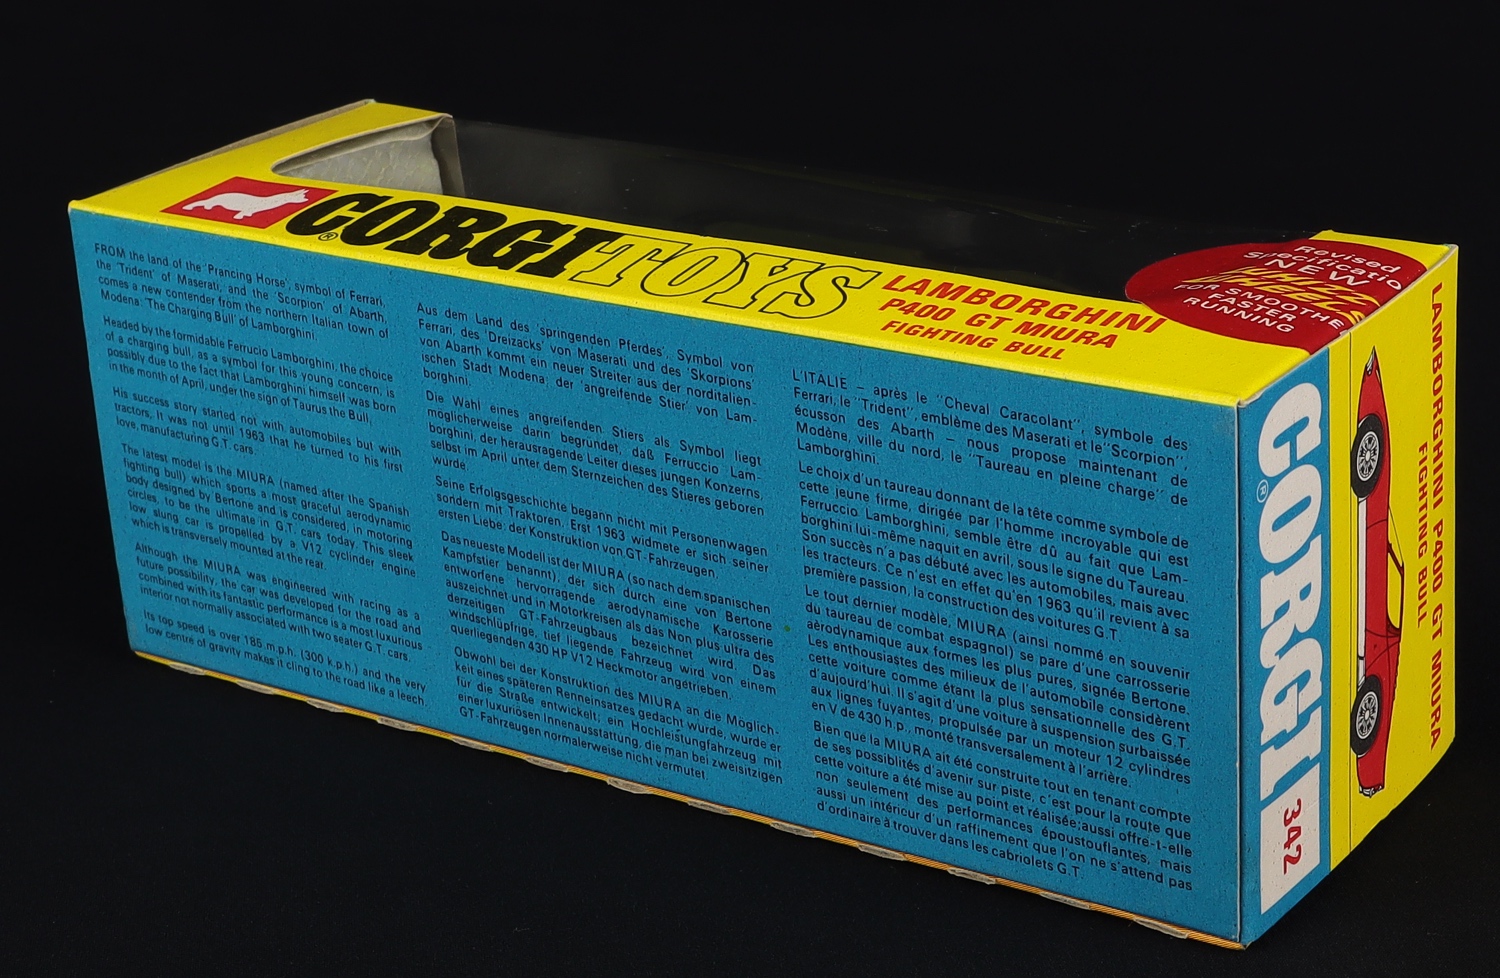 CORGI TOYS
®
LAMBORGHINI
P400 GT MIURA
FIGHTING BULL
Revised
Specificatio
NEW
WHIZZ
WHEELS
FOR SMOOTHE
FASTER
RUNNING
FROM the land of the 'Prancing Horse', symbol of Ferrari,
the 'Trident' of Maserati, and the 'Scorpion' of Abarth,
comes a new contender from the northern Italian town of
Modena: 'The Charging Bull' of Lamborghini.
Headed by the formidable Ferrucio Lamborghini, the choice
of a charging bull, as a symbol for this young concern, is
possibly due to the fact that Lamborghini himself was born
in the month of April, under the sign of Taurus the Bull.
His success story started not with automobiles but with
tractors, it was not until 1963 that he turned to his first
love, manufacturing G.T. cars.
The latest model is the MIURA (named after the Spanish
fighting bull) which sports a most graceful aerodynamic
body designed by Bertone and is considered, in motoring
circles, to be the ultimate in G.T. cars today. This sleek
low slung car is propelled by a V12 cylinder engine
which is transversely mounted at the rear.
Although the MIURA was engineered with racing as a
future possibility, the car was developed for the road and
combined with its fantastic performance is a most luxurious
interior not normally associated with two seater G.T. cars.
Its top speed is over 185 m.p.h. (300 k.p.h.) and the very
low centre of gravity makes it cling to the road like a leech.
Aus dem Land des 'springenden Pferdes', Symbol von
Ferrari, des 'Dreizacks' von Maserati und des 'Skorpions'
von Abarth kommt ein neuer Streiter aus der norditalien-
ischen Stadt Modena: der 'angreifende Stier' von Lam-
borghini.
Die Wahl eines angreifenden Stiers als Symbol liegt
möglicherweise darin begründet, daß Ferruccio Lam-
borghini, der herausragende Leiter dieses jungen Konzerns,
selbst im April unter dem Sternzeichen des Stieres geboren
wurde.
Seine Erfolgsgeschichte begann nicht mit Personenwagen
sondern mit Traktoren. Erst 1963 widmete er sich seiner
ersten Liebe: der Konstruktion von GT-Fahrzeugen.
Das neueste Modell ist der MIURA (so nach dem spanischen
Kampfstier benannt), der sich durch eine von Bertone
entworfene hervorragende aerodynamische Karosserie
auszeichnet und in Motorkreisen als das Non plus ultra des
derzeitigen GT-Fahrzeugbaus bezeichnet wird. Das
windschlüpfrige, tief liegende Fahrzeug wird von einem
querliegenden 430 HP V12 Heckmotor angetrieben.
Obwohl bei der Konstruktion des MIURA an die Möglich-
keit eines späteren Renneinsatzes gedacht wurde, wurde er
für die Straße entwickelt; ein Hochleistungfahrzeug mit
einer luxuriösen Innenausstattung, die man bei zweisitzigen
GT-Fahrzeugen normalerweise nicht vermutet.
L'ITALIE – après le "Cheval Caracolant", symbole des
Ferrari, le "Trident", emblème des Maserati et le "Scorpion",
écusson des Abarth – nous propose maintenant de
Modène, ville du nord, le "Taureau en pleine charge" de
Lamborghini.
Le choix d'un taureau donnant de la tête comme symbole de
cette jeune firme, dirigée par l'homme incroyable qui est
Ferruccio Lamborghini, semble être dû au fait que Lam-
borghini lui-même naquit en avril, sous le signe du Taureau.
Son succès n'a pas débuté avec les automobiles, mais avec
les tracteurs. Ce n'est en effet qu'en 1963 qu'il revient à sa
première passion, la construction des voitures G.T.
Le tout dernier modèle, MIURA (ainsi nommé en souvenir
du taureau de combat espagnol) se pare d'une carrosserie
aèrodynamique aux formes les plus pures, signée Bertone.
Les enthousiastes des milieux de l'automobile considèrent
cette voiture comme étant la plus sensationnelle des G.T.
d'aujourd'hui. Il s'agit d'une voiture à suspension surbaissée
aux lignes fuyantes, propulsée par un moteur 12 cylindres
en V de 430 h.p., monté transversalement à l'arrière.
Bien que la MIURA ait été construite tout en tenant compte
de ses possiblités d'avenir sur piste, c'est pour la route que
cette voiture a été mise au point et réalisée; aussi offre-t-elle
non seulement des performances époustouflantes, mais
aussi un intérieur d'un raffinement que l'on ne s'attend pas
d'ordinaire à trouver dans les cabriolets G.T.
CORGI
®
342
LAMBORGHINI P400 GT MIURA
FIGHTING BULL